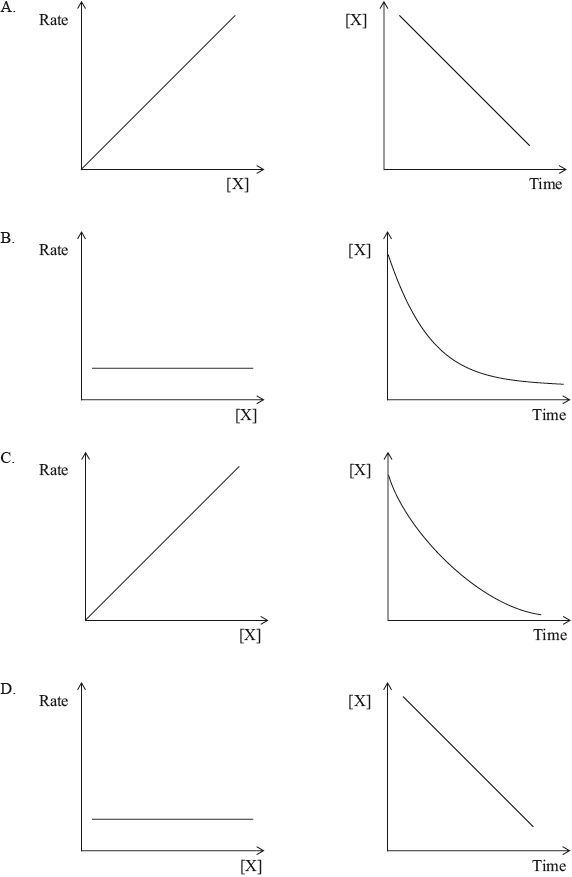 A.
Rate
[X]
[X]
Time
B.
Rate
[X]
[X]
Time
C.
Rate
[X]
[X]
Time
D.
Rate
[X]
[X]
Time